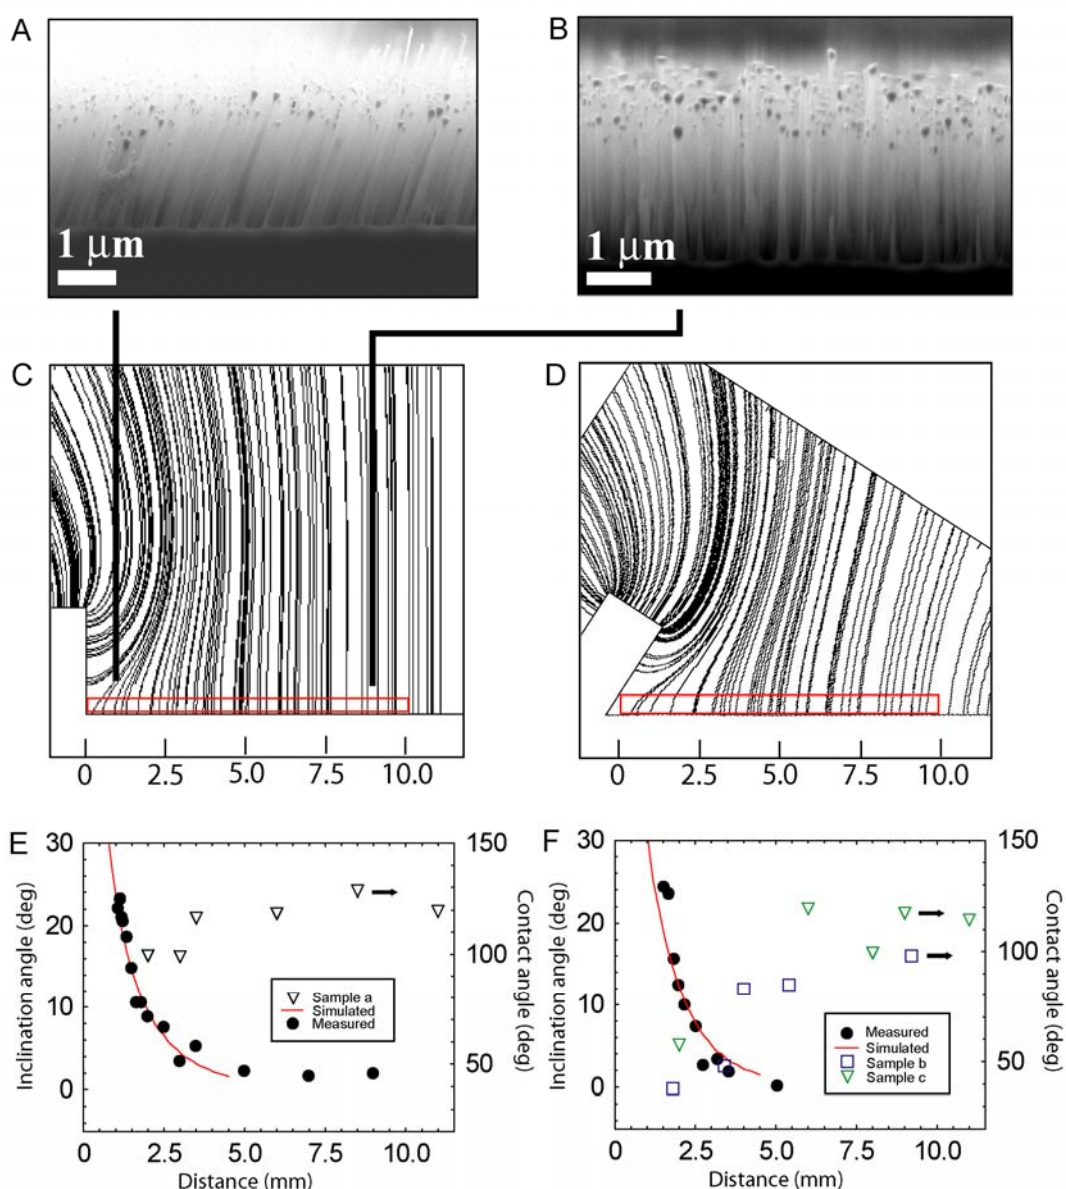 A
B
1 μm
1 μm
C
D
0 2.5 5.0 7.5 10.0
0 2.5 5.0 7.5 10.0
E
30
20
10
0
Inclination angle (deg)
150
100
50
Contact angle (deg)
Sample a
Simulated
Measured
0.0 2.5 5.0 7.5 10.0
Distance (mm)
F
30
20
10
0
Inclination angle (deg)
150
100
50
Contact angle (deg)
Measured
Simulated
Sample b
Sample c
0.0 2.5 5.0 7.5 10.0
Distance (mm)